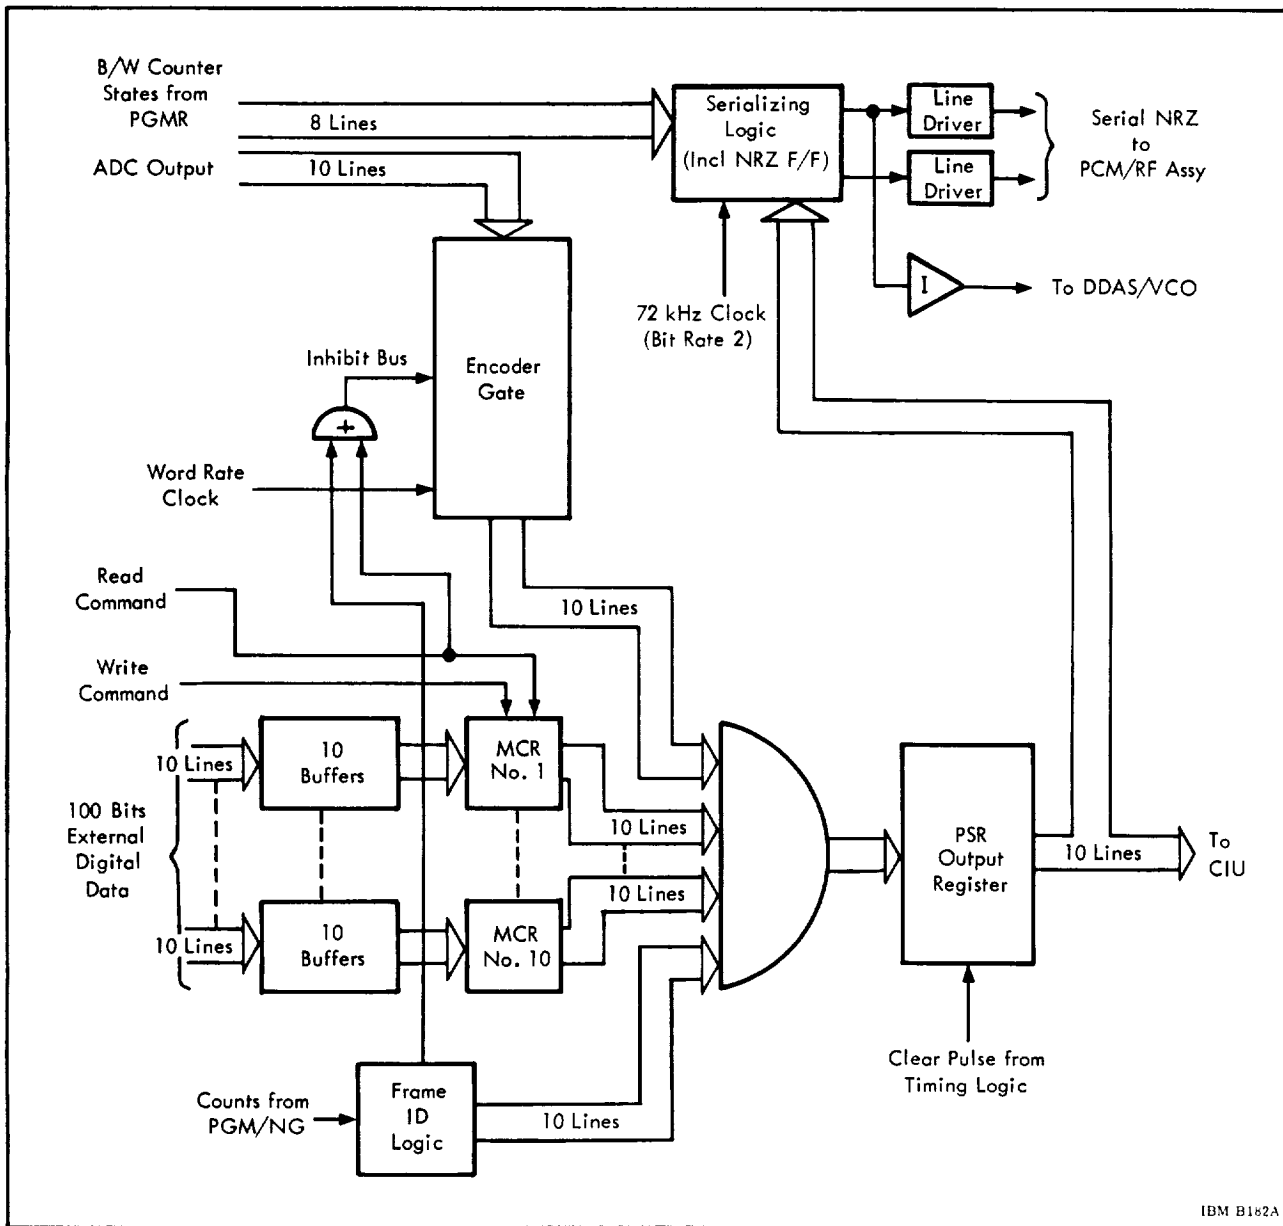 B/W Counter
States from
PGMR
8 Lines
ADC Output
10 Lines
Serializing
Logic
(Incl NRZ F/F)
Line
Driver
Line
Driver
Serial NRZ
to
PCM/RF Assy
I
To DDAS/VCO
72 kHz Clock
(Bit Rate 2)
Inhibit Bus
+
Encoder
Gate
Word Rate
Clock
Read
Command
10 Lines
Write
Command
10 Lines
10
Buffers
MCR
No. 1
10 Lines
100 Bits
External
Digital
Data
10 Lines
10 Lines
10
Buffers
MCR
No. 10
PSR
Output
Register
10 Lines
To
CIU
Clear Pulse from
Timing Logic
Counts from
PGM/NG
Frame
ID
Logic
10 Lines
IBM B182A